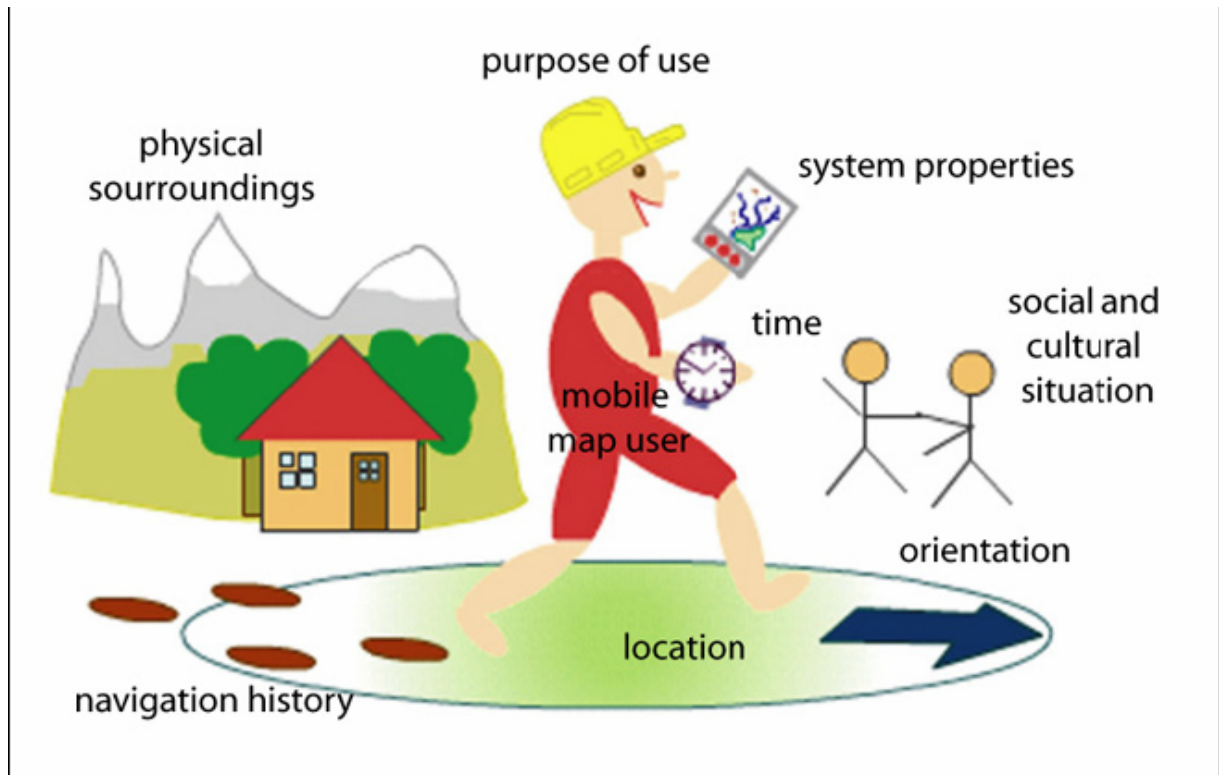 purpose of use
physical
sourroundings
system properties
time
social and
cultural
situation
mobile
map user
orientation
location
navigation history